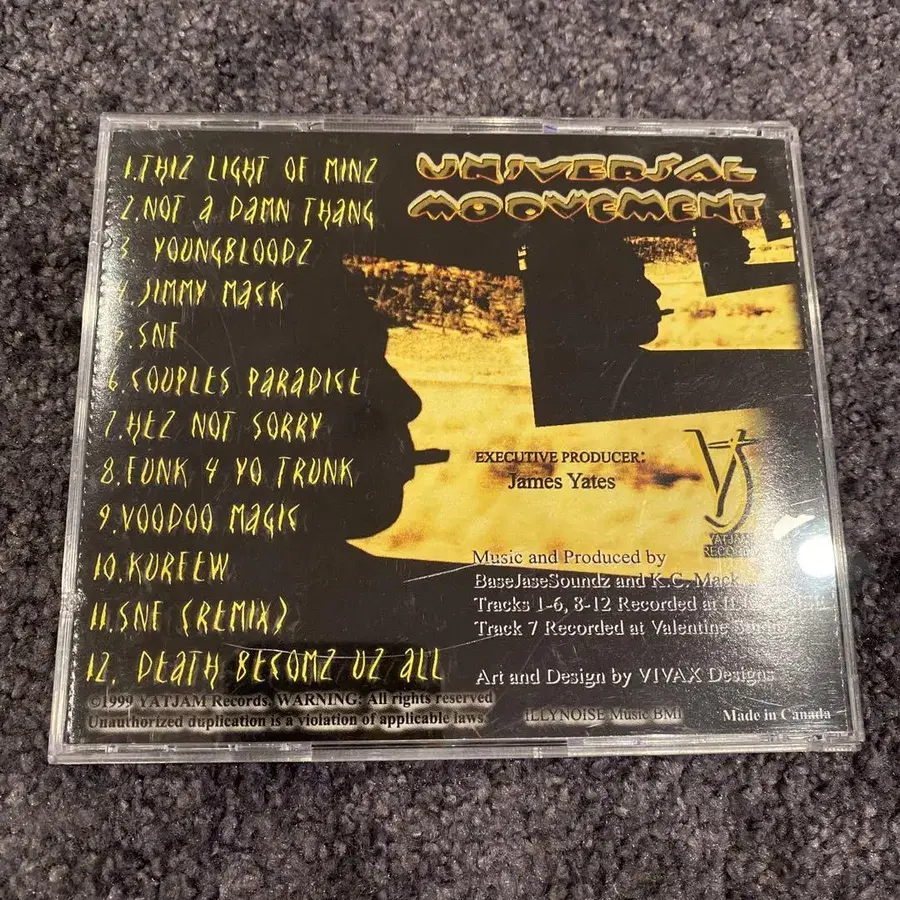 1.THIZ LIGHT OF MINZ
2.NOT A DAMN THANG
3. YOUNGBLOODZ
4.JIMMY MACK
5.SNF
6.COUPLES PARADICE
7.HEZ NOT SORRY
8.FUNK 4 YO TRUNK
9.VOODOO MAGIC
10.KUREEW
11.SNF (REMIX)
12. DEATH BECOMZ UZ ALL
UNIVERSAL
MOOVEMENT
EXECUTIVE PRODUCER:
James Yates
YJ
YATJAM
RECORDS
Music and Produced by
BaseJaseSoundz and K.C. Mack
Tracks 1-6, 8-12 Recorded at
Track 7 Recorded at Valentine
Art and Design by VIVAX Designs
©1999 YATJAM Records. WARNING: All rights reserved
Unauthorized duplication is a violation of applicable laws.
ILLYNOISE Music BMI
Made in Canada